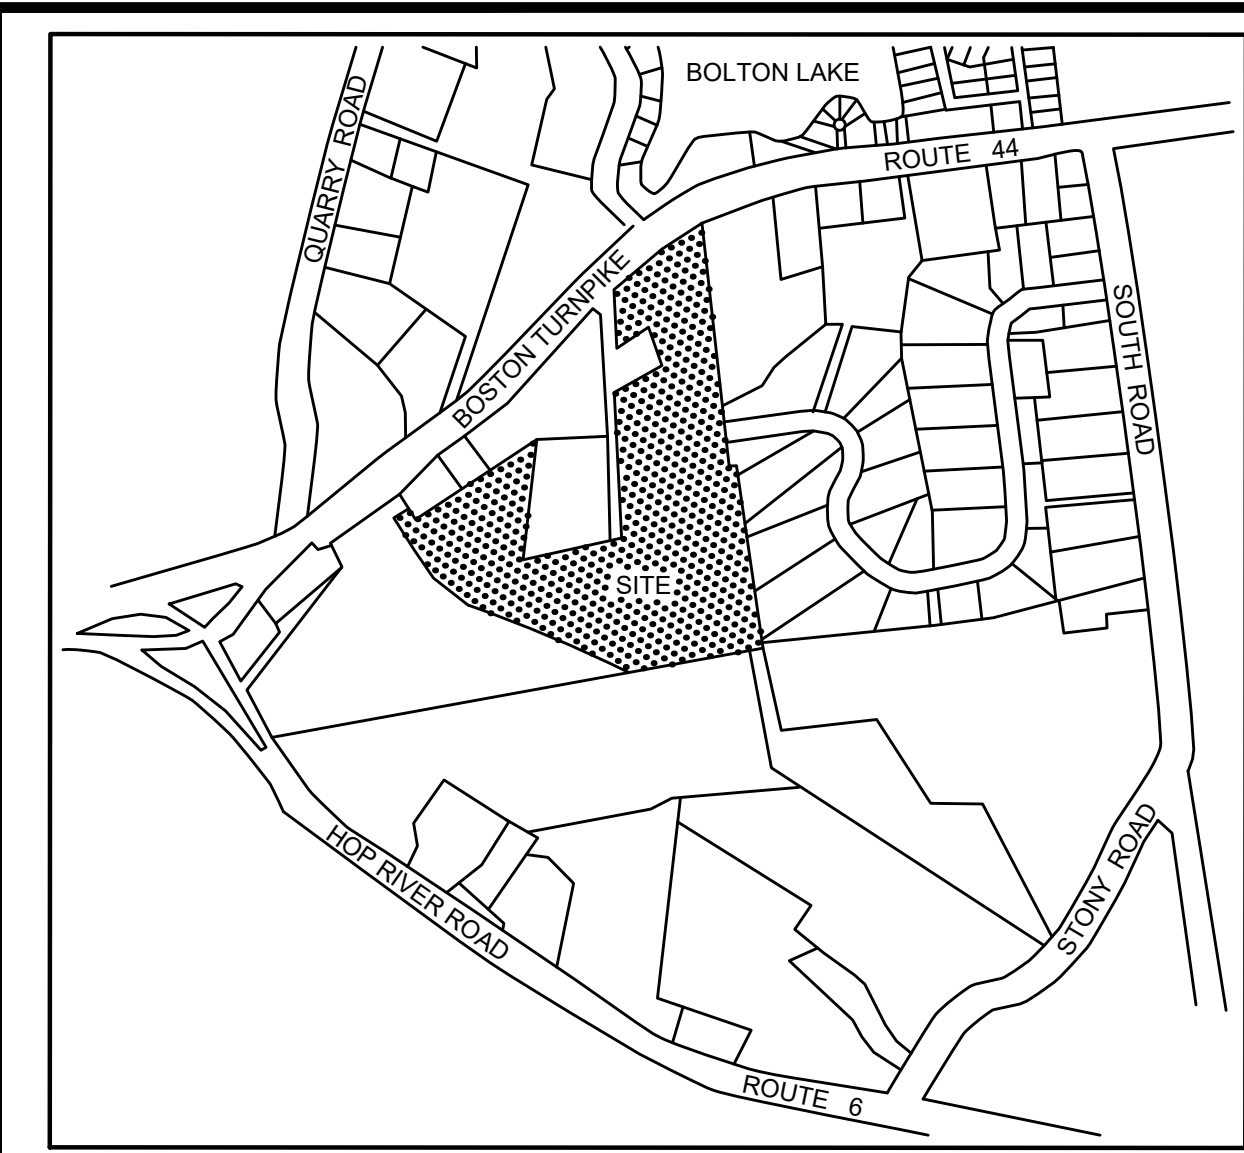 BOLTON LAKE
QUARRY ROAD
ROUTE 44
BOSTON TURNPIKE
SOUTH ROAD
SITE
HOP RIVER ROAD
STONY ROAD
ROUTE 6